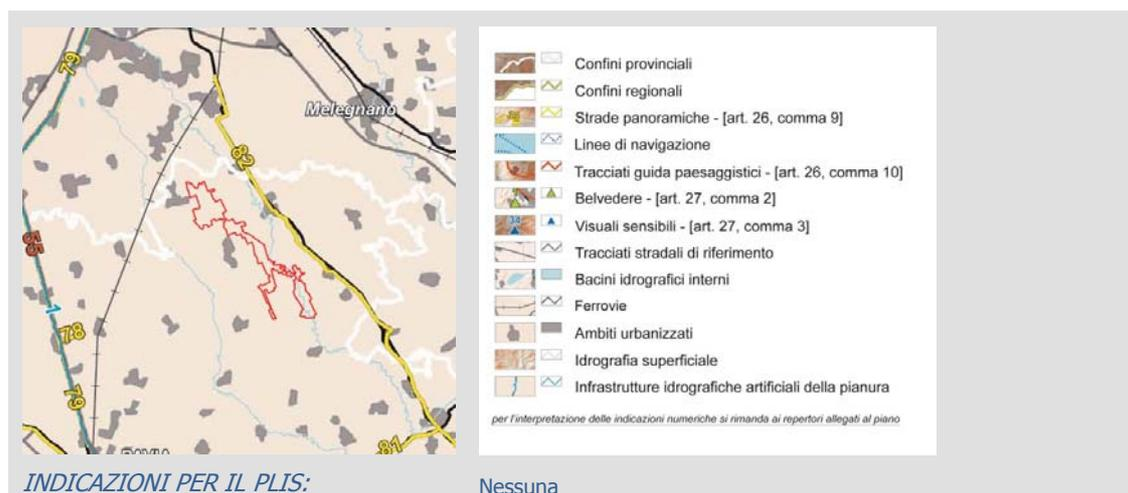 79
Melegnano
82
55
1
78
79
81
PAVIA
Confini provinciali
Confini regionali
Strade panoramiche - [art. 26, comma 9]
Linee di navigazione
Tracciati guida paesaggistici - [art. 26, comma 10]
Belvedere - [art. 27, comma 2]
34
Visuali sensibili - [art. 27, comma 3]
Tracciati stradali di riferimento
Bacini idrografici interni
Ferrovie
Ambiti urbanizzati
Idrografia superficiale
Infrastrutture idrografiche artificiali della pianura
per l'interpretazione delle indicazioni numeriche si rimanda ai repertori allegati al piano
INDICAZIONI PER IL PLIS:
Nessuna